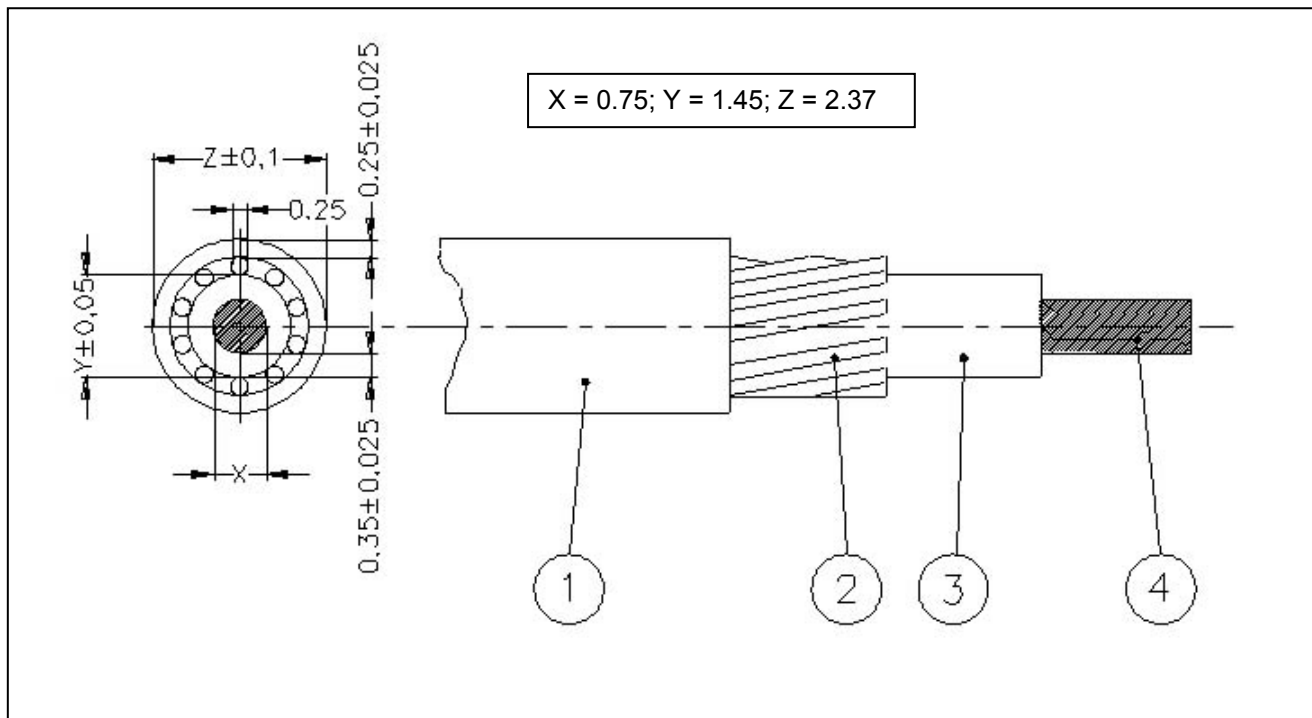 X = 0.75; Y = 1.45; Z = 2.37
Z±0,1
0.25±0.025
0.25
Y±0,05
X
0.35±0.025
1
2
3
4